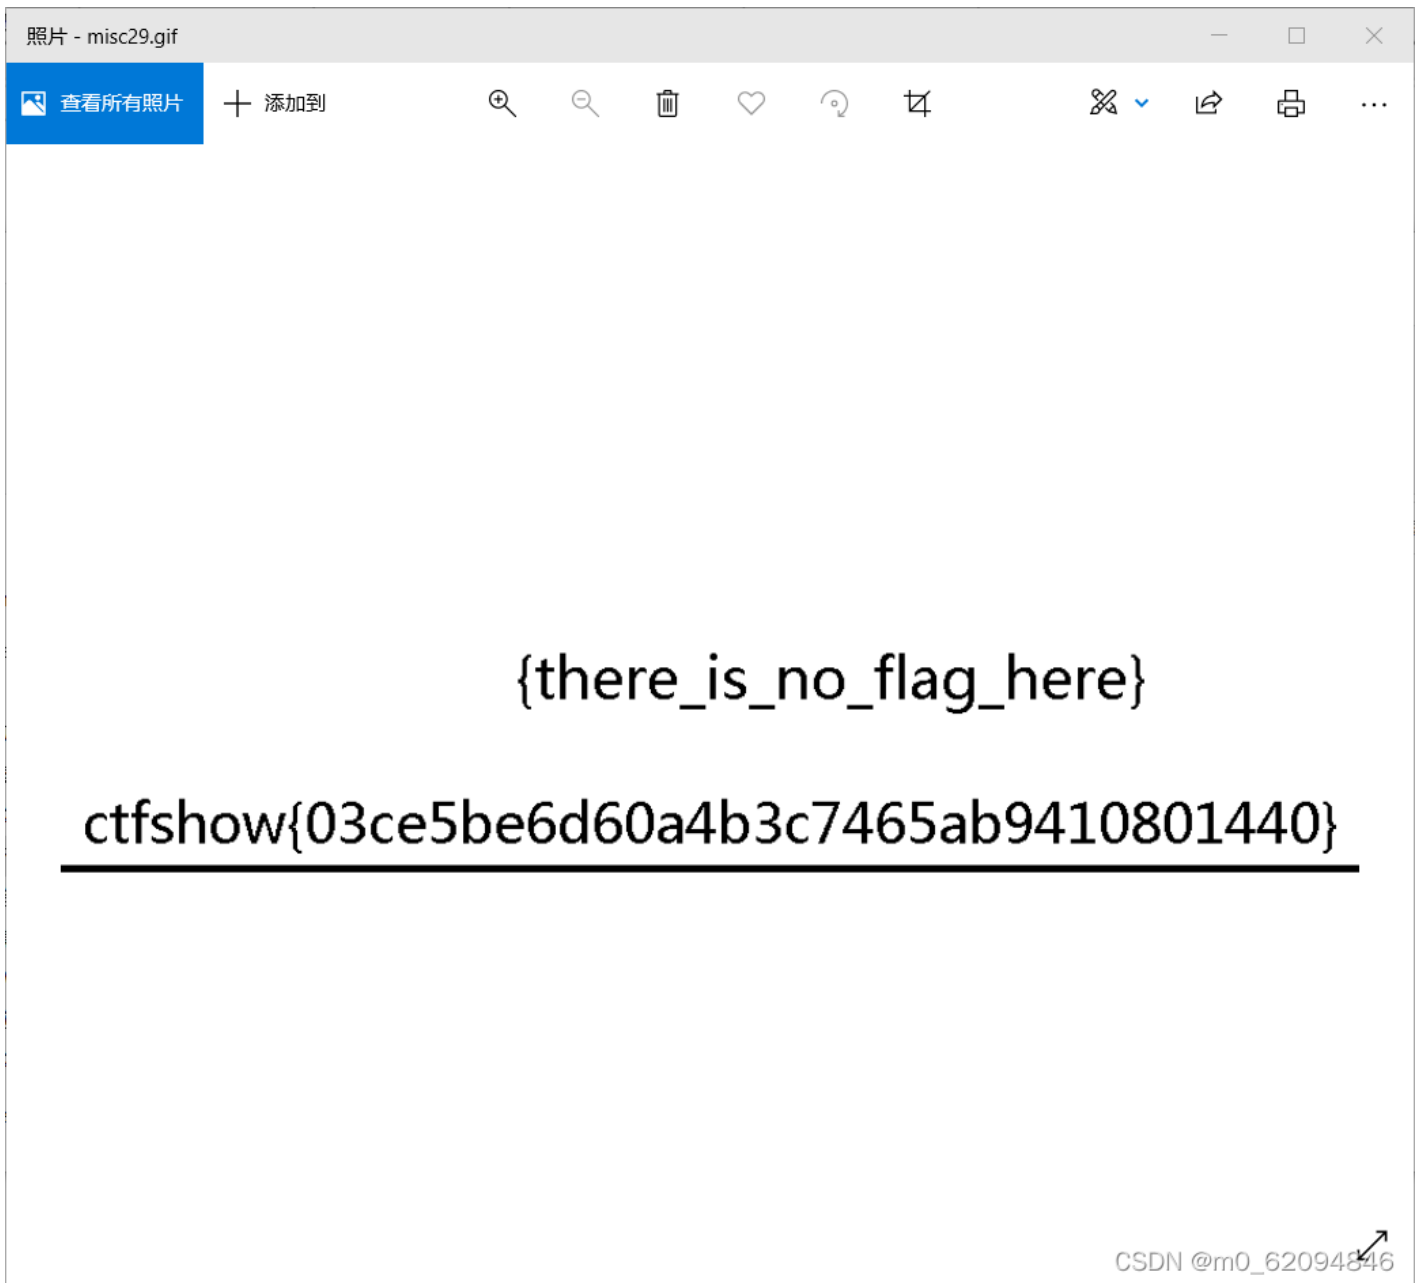 照片 - misc29.gif
查看所有照片 添加到
{there_is_no_flag_here}
ctfshow{03ce5be6d60a4b3c7465ab9410801440}
CSDN @m0_62094846